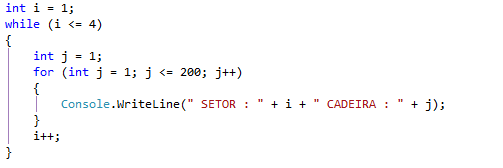 int i = 1;
while (i <= 4)
{
int j = 1;
for (int j = 1; j <= 200; j++)
{
Console.WriteLine(" SETOR : " + i + " CADEIRA : " + j);
}
i++;
}